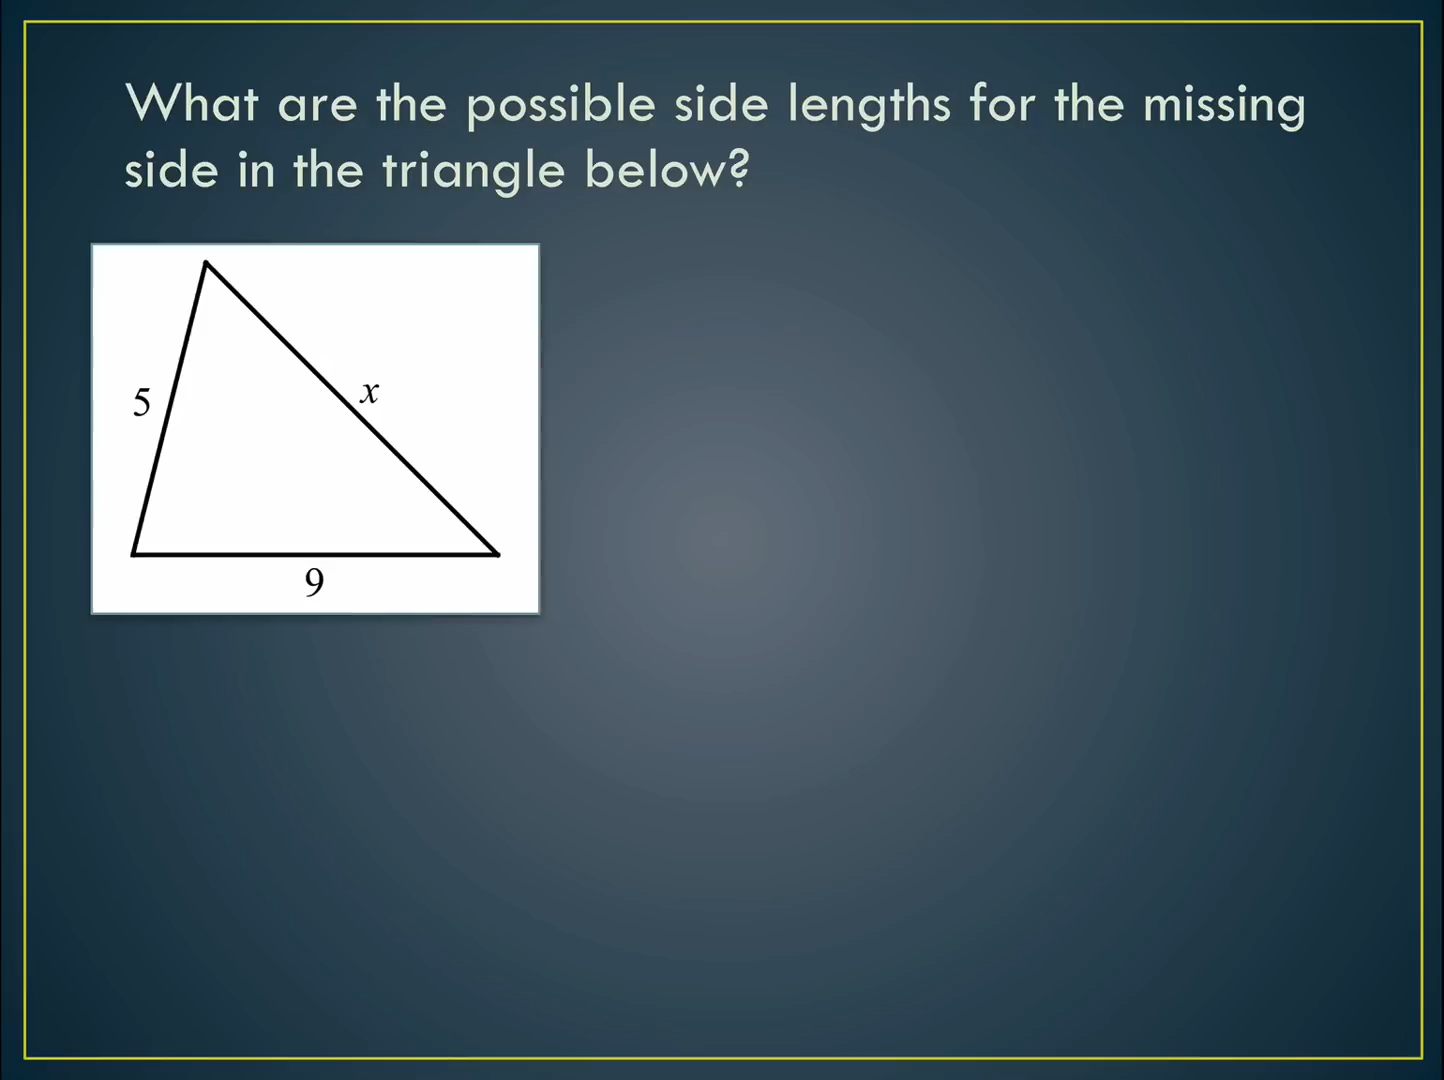 What are the possible side lengths for the missing
side in the triangle below?
5
x
9